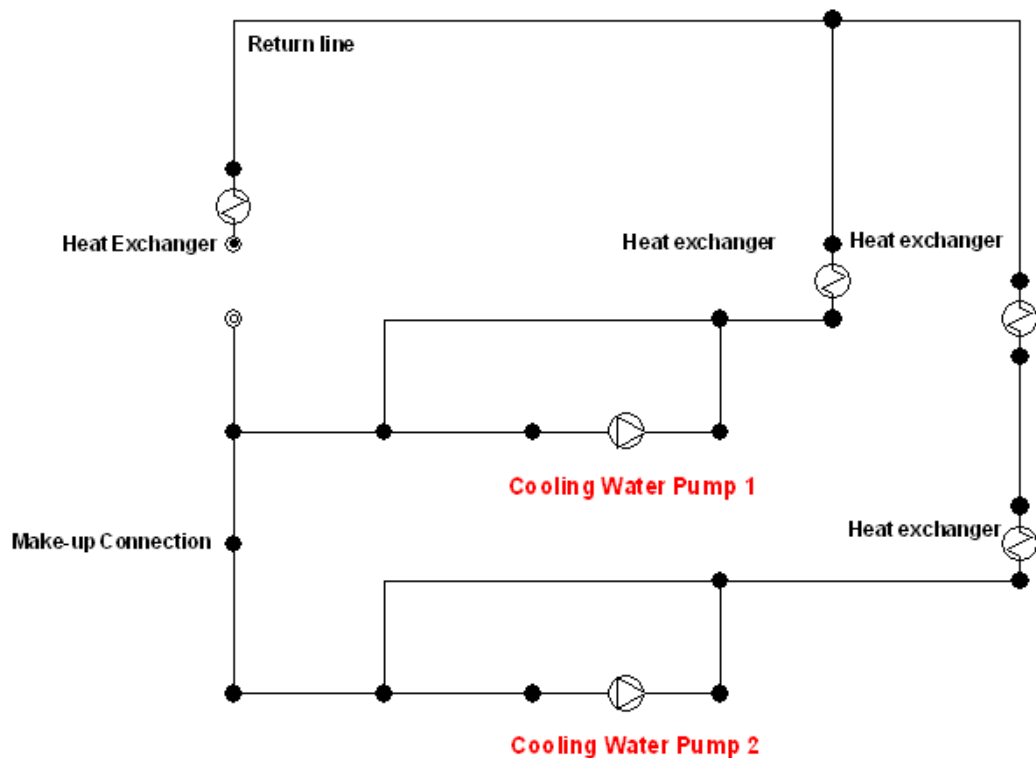 Return line
Heat Exchanger
Heat exchanger
Heat exchanger
Cooling Water Pump 1
Make-up Connection
Heat exchanger
Cooling Water Pump 2